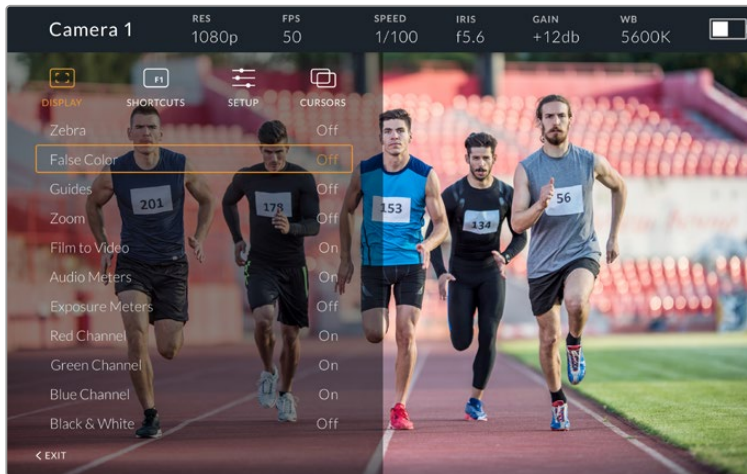 Camera 1
RES FPS SPEED IRIS GAIN WB
1080p 50 1/100 f5.6 +12db 5600K
F1
DISPLAY SHORTCUTS SETUP CURSORS
Zebra Off
False Color Off
Guides Off
Zoom Off
Film to Video On
Audio Meters On
Exposure Meters Off
Red Channel On
Green Channel On
Blue Channel On
Black & White Off
< EXIT
201
178
153
134
56